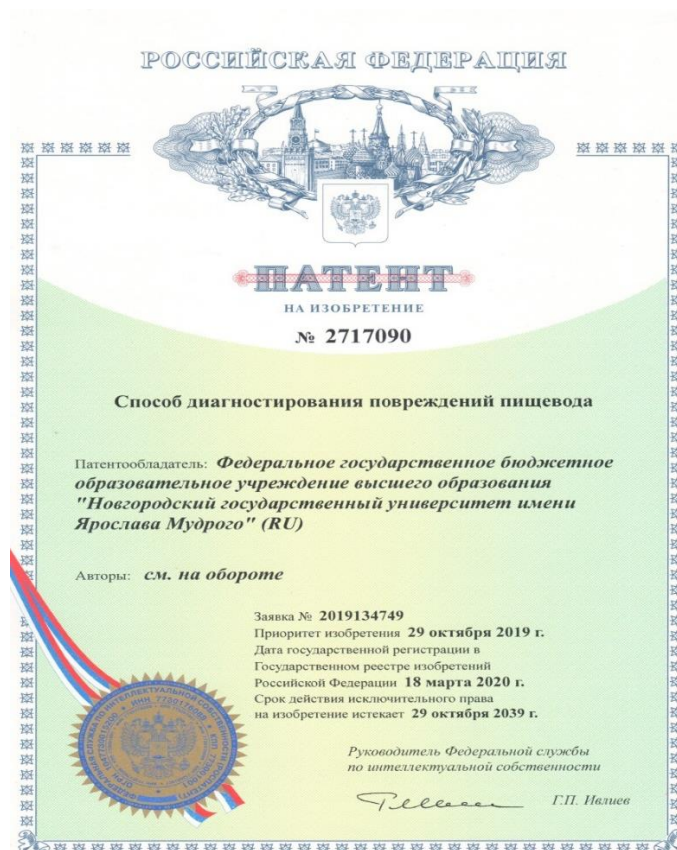 РОССИЙСКАЯ ФЕДЕРАЦИЯ
ПАТЕНТ
НА ИЗОБРЕТЕНИЕ
№ 2717090
Способ диагностирования повреждений пищевода
Патентообладатель: Федеральное государственное бюджетное
образовательное учреждение высшего образования
"Новгородский государственный университет имени
Ярослава Мудрого" (RU)
Авторы: см. на обороте
Заявка № 2019134749
Приоритет изобретения 29 октября 2019 г.
Дата государственной регистрации в
Государственном реестре изобретений
Российской Федерации 18 марта 2020 г.
Срок действия исключительного права
на изобретение истекает 29 октября 2039 г.
Руководитель Федеральной службы
по интеллектуальной собственности
Г.П. Ивлиев